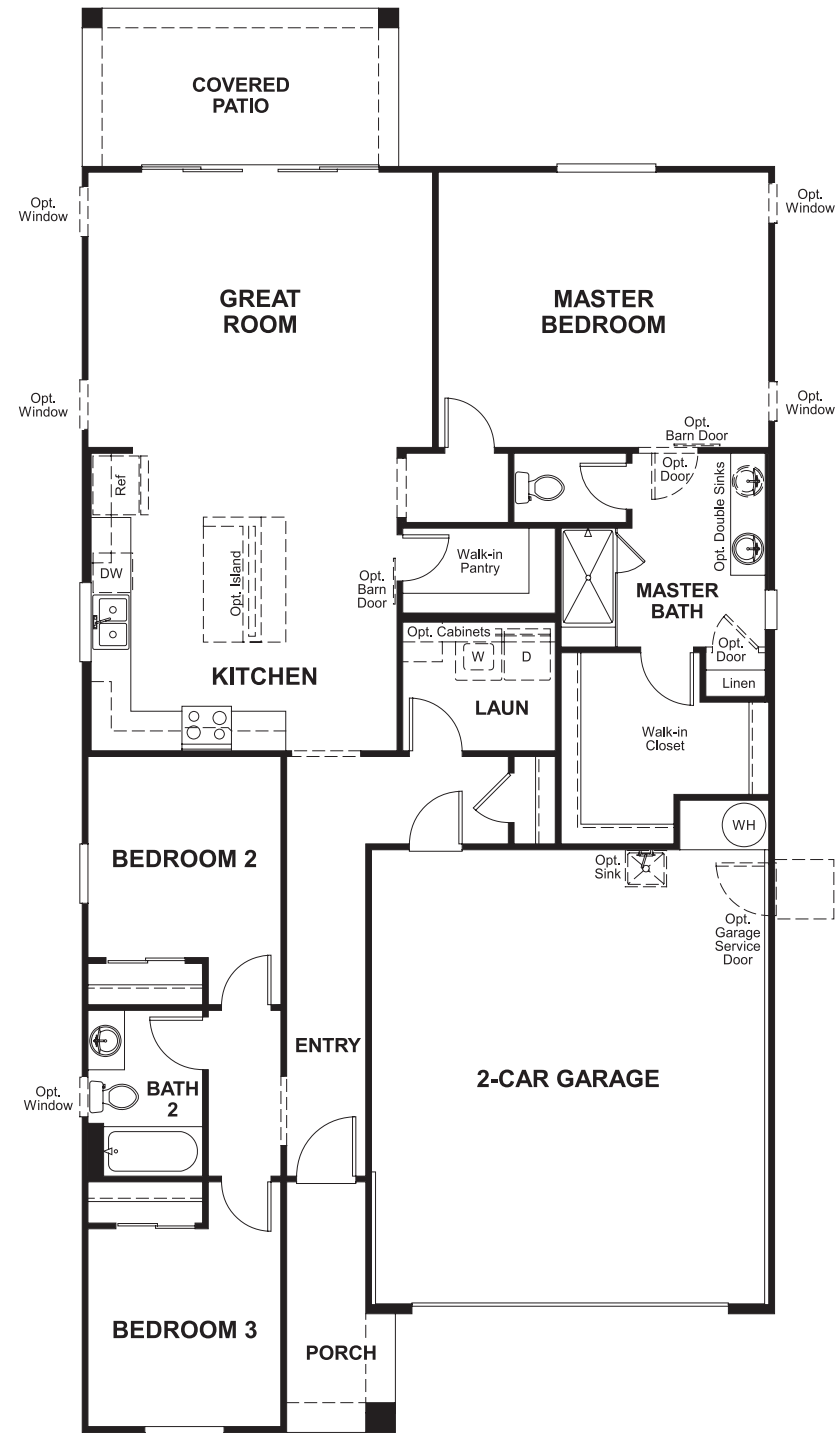 COVERED
PATIO
Opt.
Window
Opt.
Window
GREAT
ROOM
MASTER
BEDROOM
Opt.
Window
Opt.
Window
Opt.
Barn Door
Opt.
Door
Opt. Double Sinks
Ref
DW
Opt. Island
Opt.
Barn
Door
Walk-in
Pantry
MASTER
BATH
Opt.
Door
Linen
KITCHEN
Opt. Cabinets
W
D
LAUN
Walk-in
Closet
WH
BEDROOM 2
Opt.
Sink
Opt.
Garage
Service
Door
ENTRY
2-CAR GARAGE
Opt.
Window
BATH
2
BEDROOM 3
PORCH